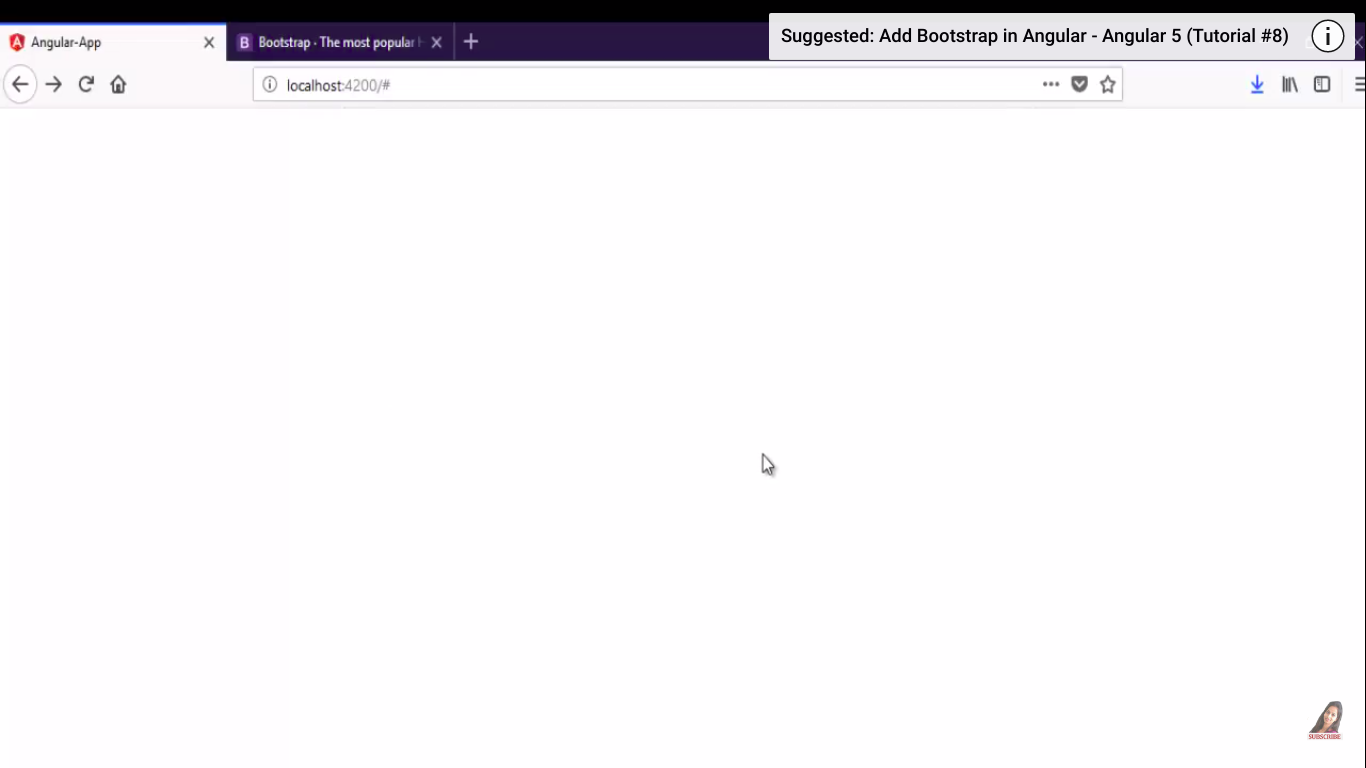 Suggested: Add Bootstrap in Angular - Angular 5 (Tutorial #8)
Angular-App
B Bootstrap · The most popular
localhost:4200/#
SUBSCRIBE